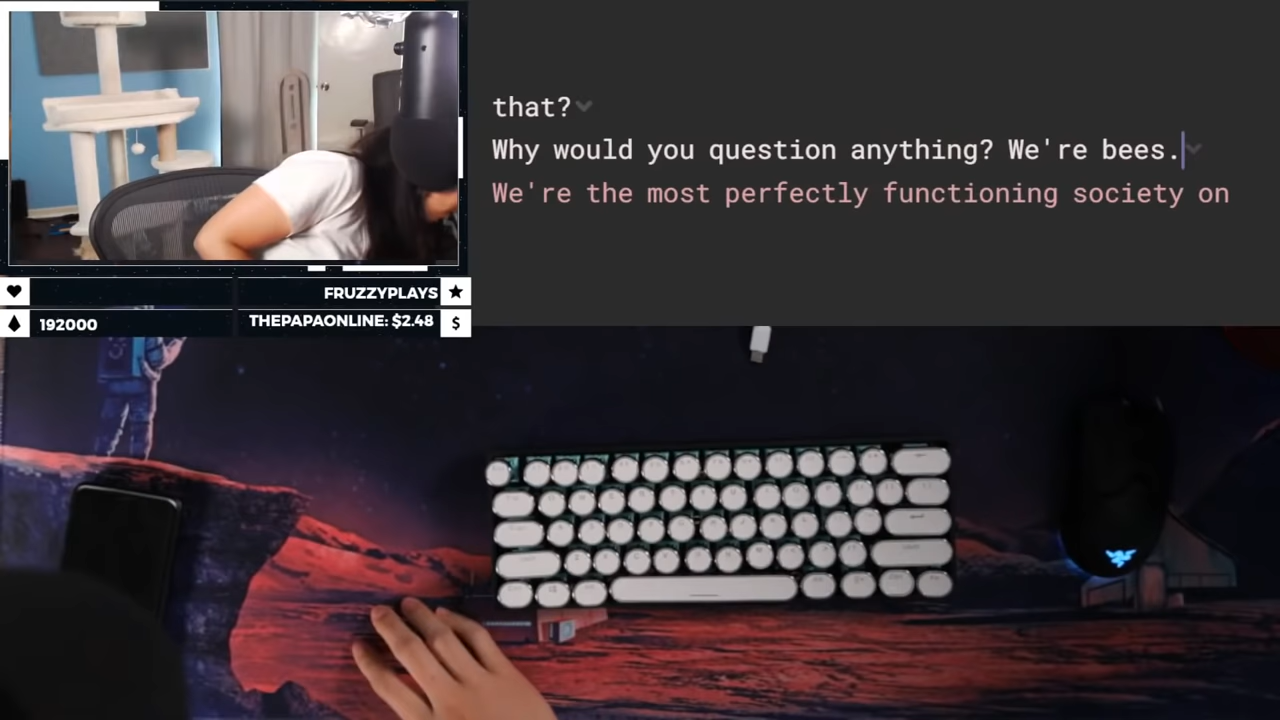 that?
Why would you question anything? We're bees.
We're the most perfectly functioning society on
FRUZZYPLAYS
192000
THEPAPAONLINE: $2.48
$